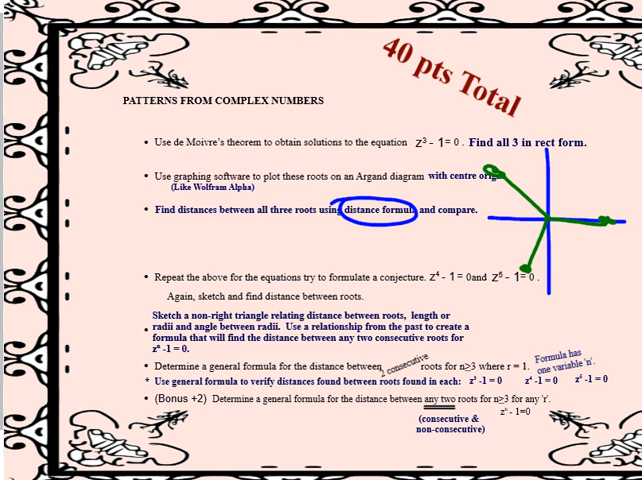 40 pts Total
PATTERNS FROM COMPLEX NUMBERS
• Use de Moivre's theorem to obtain solutions to the equation z³ - 1= 0 . Find all 3 in rect form.
• Use graphing software to plot these roots on an Argand diagram with centre
(Like Wolfram Alpha)
• Find distances between all three roots using distance formula and compare.
• Repeat the above for the equations try to formulate a conjecture. z⁴ - 1 = 0 and z⁵ - 1= 0 .
Again, sketch and find distance between roots.
Sketch a non-right triangle relating distance between roots, length or
• radii and angle between radii. Use a relationship from the past to create a
formula that will find the distance between any two consecutive roots for
zⁿ -1 = 0.
• Determine a general formula for the distance between 2 consecutive roots for n≥3 where r = 1. Formula has
one variable 'n'.
* Use general formula to verify distances found between roots found in each: z³ -1 = 0 z⁴ -1 = 0 z⁵ -1 = 0
• (Bonus +2) Determine a general formula for the distance between any two roots for n≥3 for any 'r'.
(consecutive & zⁿ - 1=0
non-consecutive)